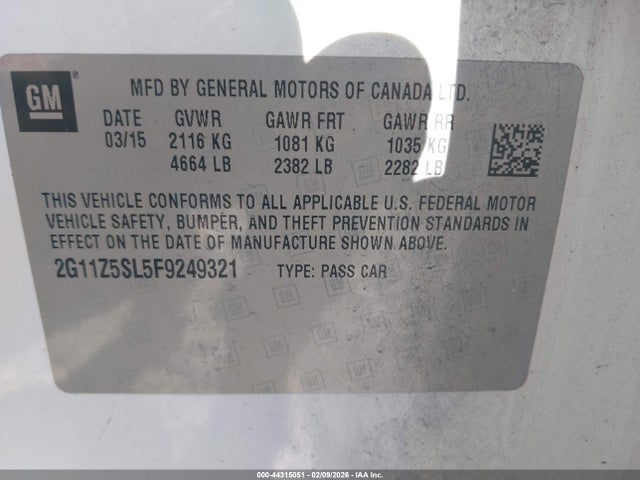 GM ®
MFD BY GENERAL MOTORS OF CANADA LTD.
DATE GVWR GAWR FRT GAWR RR
03/15 2116 KG 1081 KG 1035 KG
4664 LB 2382 LB 2282 LB
THIS VEHICLE CONFORMS TO ALL APPLICABLE U.S. FEDERAL MOTOR
VEHICLE SAFETY, BUMPER, AND THEFT PREVENTION STANDARDS IN
EFFECT ON THE DATE OF MANUFACTURE SHOWN ABOVE.
2G11Z5SL5F9249321 TYPE: PASS CAR
000-44315051 | 02/09/2026 - IAA Inc.